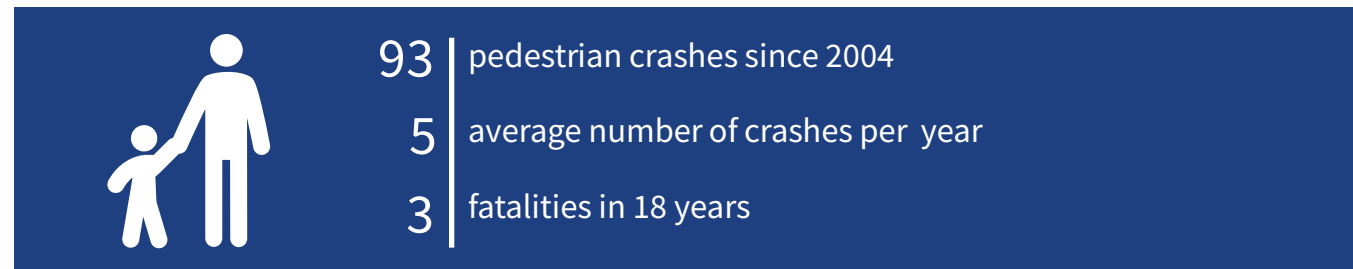 93 pedestrian crashes since 2004
5 average number of crashes per  year
3 fatalities in 18 years